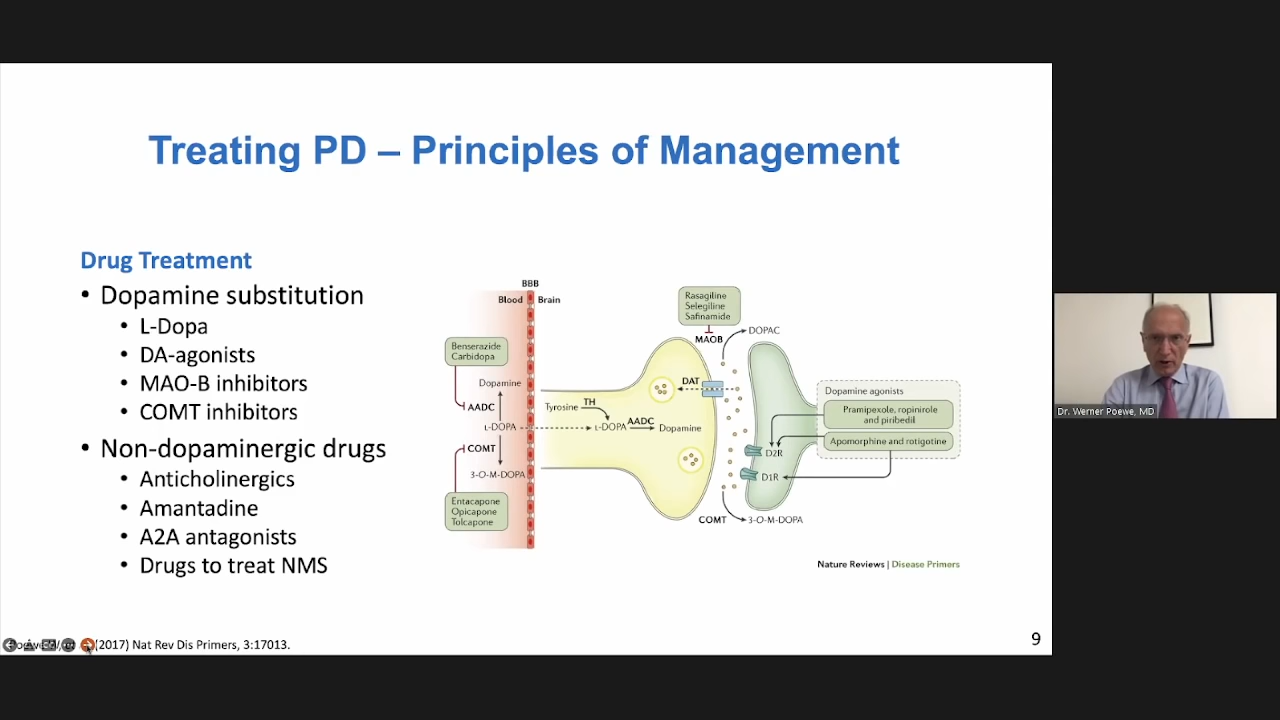 Treating PD – Principles of Management
Drug Treatment
• Dopamine substitution
• L-Dopa
• DA-agonists
• MAO-B inhibitors
• COMT inhibitors
• Non-dopaminergic drugs
• Anticholinergics
• Amantadine
• A2A antagonists
• Drugs to treat NMS
BBB
Blood
Brain
Benserazide
Carbidopa
Dopamine
AADC
L-DOPA
COMT
3-O-M-DOPA
Entacapone
Opicapone
Tolcapone
Tyrosine
TH
L-DOPA
AADC
Dopamine
Rasagiline
Selegiline
Safinamide
MAOB
DOPAC
DAT
D2R
D1R
COMT
3-O-M-DOPA
Dopamine agonists
Pramipexole, ropinirole
and piribedil
Apomorphine and rotigotine
Nature Reviews | Disease Primers
(2017) Nat Rev Dis Primers, 3:17013.
9
Dr. Werner Poewe, MD